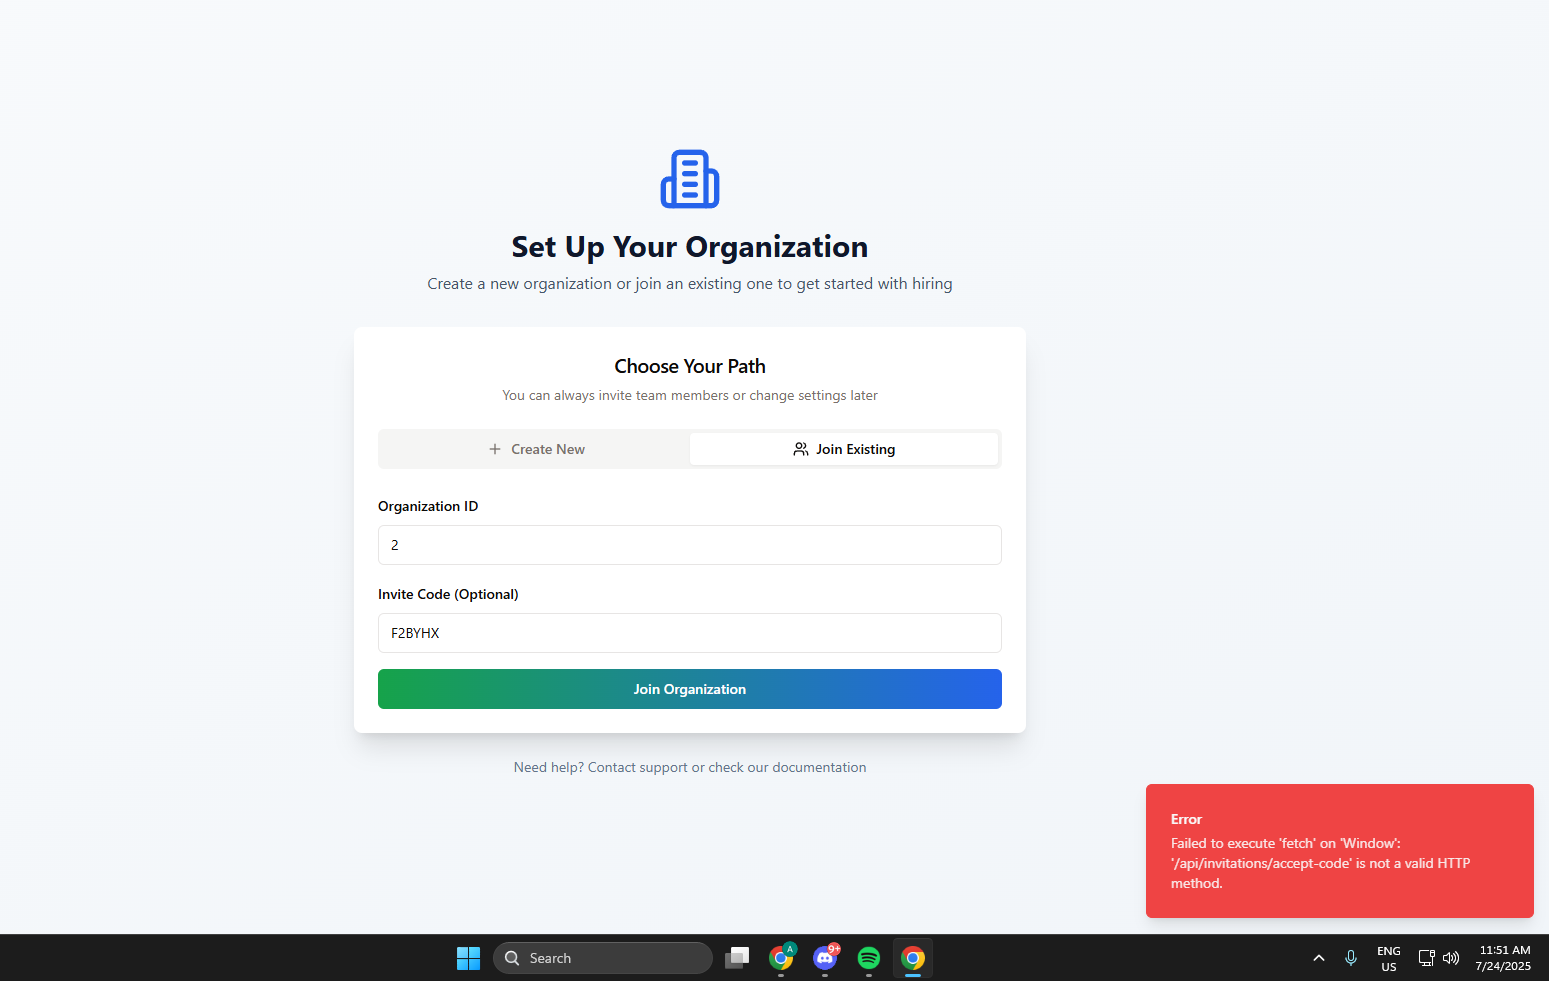 Set Up Your Organization
Create a new organization or join an existing one to get started with hiring
Choose Your Path
You can always invite team members or change settings later
Create New
Join Existing
Organization ID
2
Invite Code (Optional)
F2BYHX
Join Organization
Need help? Contact support or check our documentation
Error
Failed to execute 'fetch' on 'Window':
'/api/invitations/accept-code' is not a valid HTTP
method.
Search
A
9+
ENG
US
11:51 AM
7/24/2025